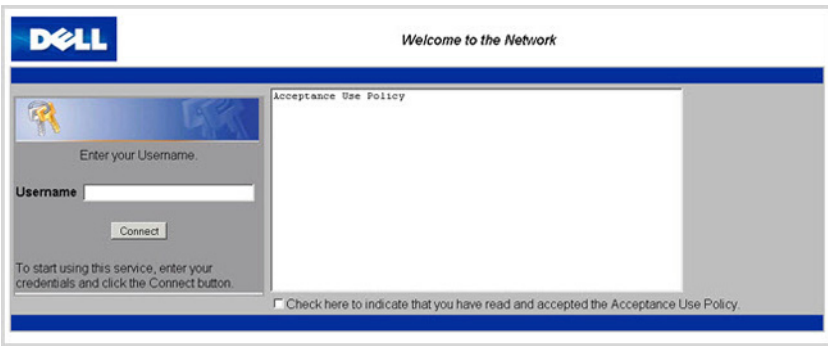 DELL
Welcome to the Network
Acceptance Use Policy
Enter your Username.
Username
Connect
To start using this service, enter your
credentials and click the Connect button.
Check here to indicate that you have read and accepted the Acceptance Use Policy.